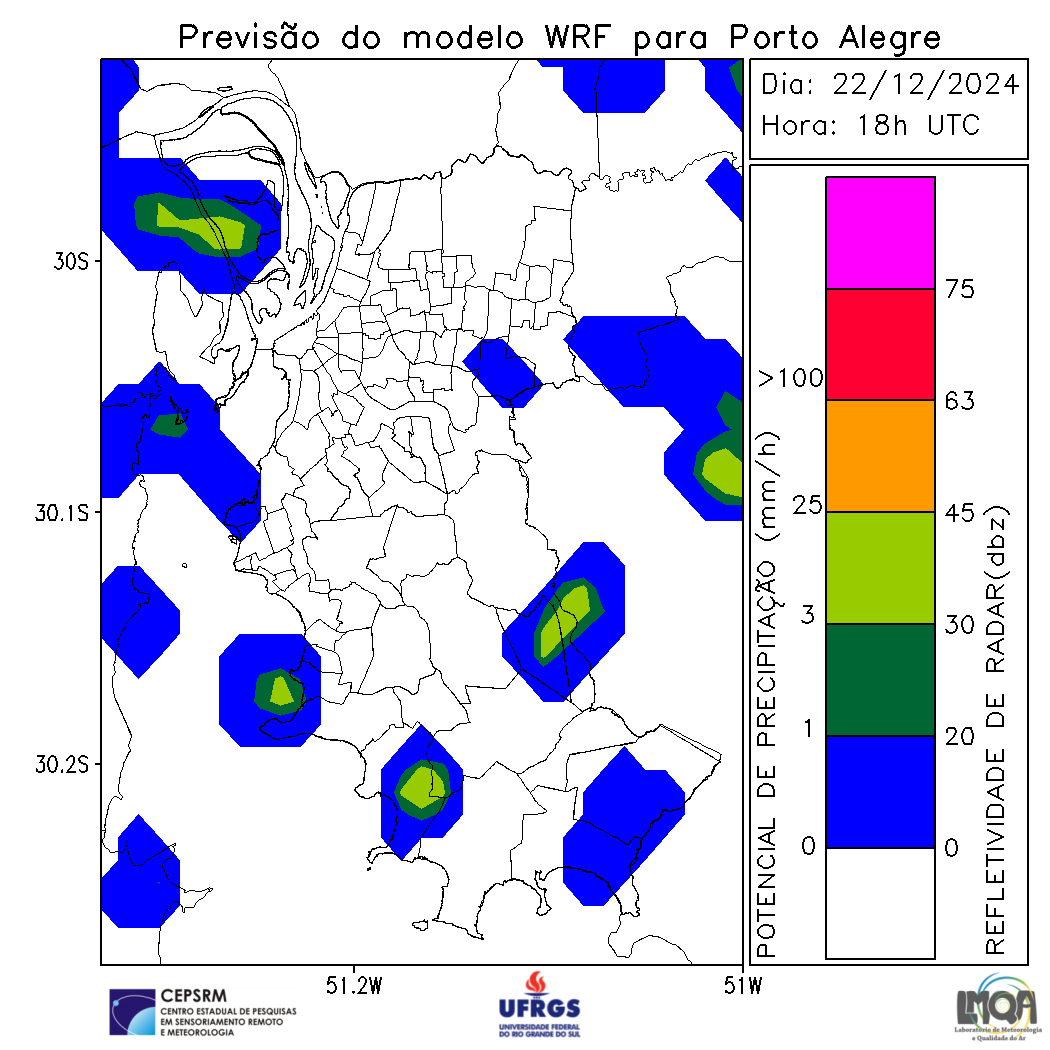 Previsão do modelo WRF para Porto Alegre
Dia: 22/12/2024
Hora: 18h UTC
30S
30.1S
30.2S
51.2W
51W
POTENCIAL DE PRECIPITAÇÃO (mm/h)
>100
25
3
1
0
75
63
45
30
20
0
REFLETIVIDADE DE RADAR(dbz)
CEPSRM
CENTRO ESTADUAL DE PESQUISAS
EM SENSORIAMENTO REMOTO
E METEOROLOGIA
UFRGS
UNIVERSIDADE FEDERAL
DO RIO GRANDE DO SUL
LMQA
Laboratório de Meteorologia
e Qualidade do Ar